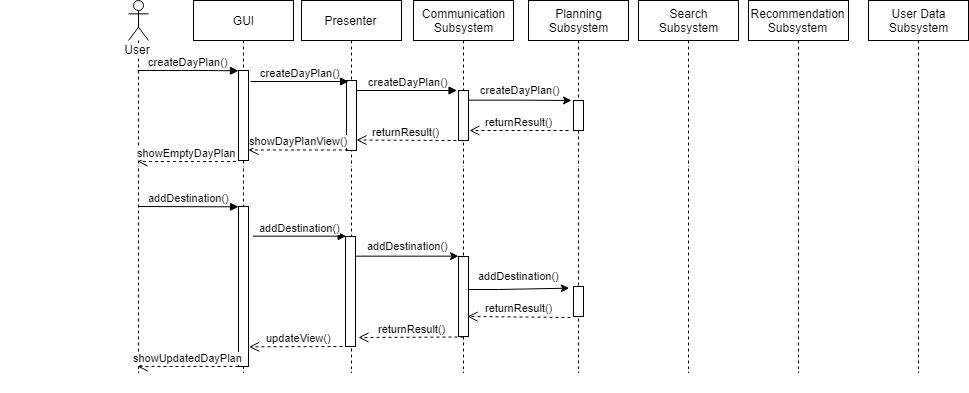 GUI
Presenter
Communication
Subsystem
Planning
Subsystem
Search
Subsystem
Recommendation
Subsystem
User Data
Subsystem
User
createDayPlan()
createDayPlan()
createDayPlan()
createDayPlan()
returnResult()
returnResult()
showDayPlanView()
showEmptyDayPlan
addDestination()
addDestination()
addDestination()
addDestination()
returnResult()
returnResult()
updateView()
showUpdatedDayPlan